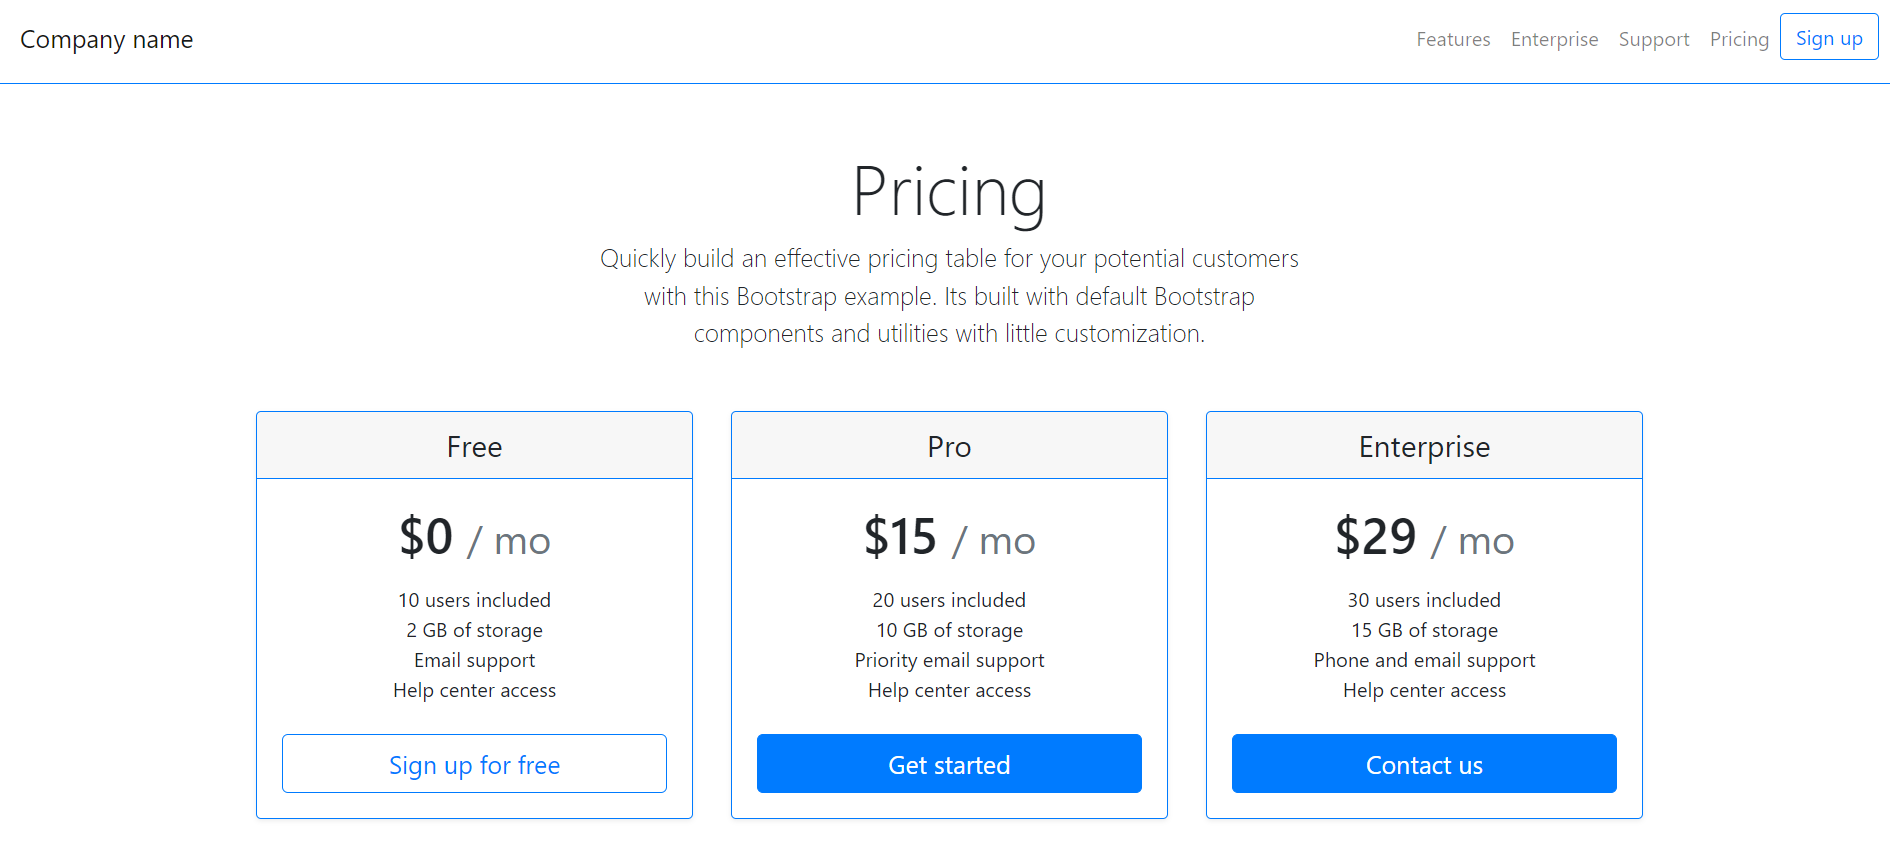 Company name
Features Enterprise Support Pricing Sign up
Pricing
Quickly build an effective pricing table for your potential customers
with this Bootstrap example. Its built with default Bootstrap
components and utilities with little customization.
Free
$0 / mo
10 users included
2 GB of storage
Email support
Help center access
Sign up for free
Pro
$15 / mo
20 users included
10 GB of storage
Priority email support
Help center access
Get started
Enterprise
$29 / mo
30 users included
15 GB of storage
Phone and email support
Help center access
Contact us